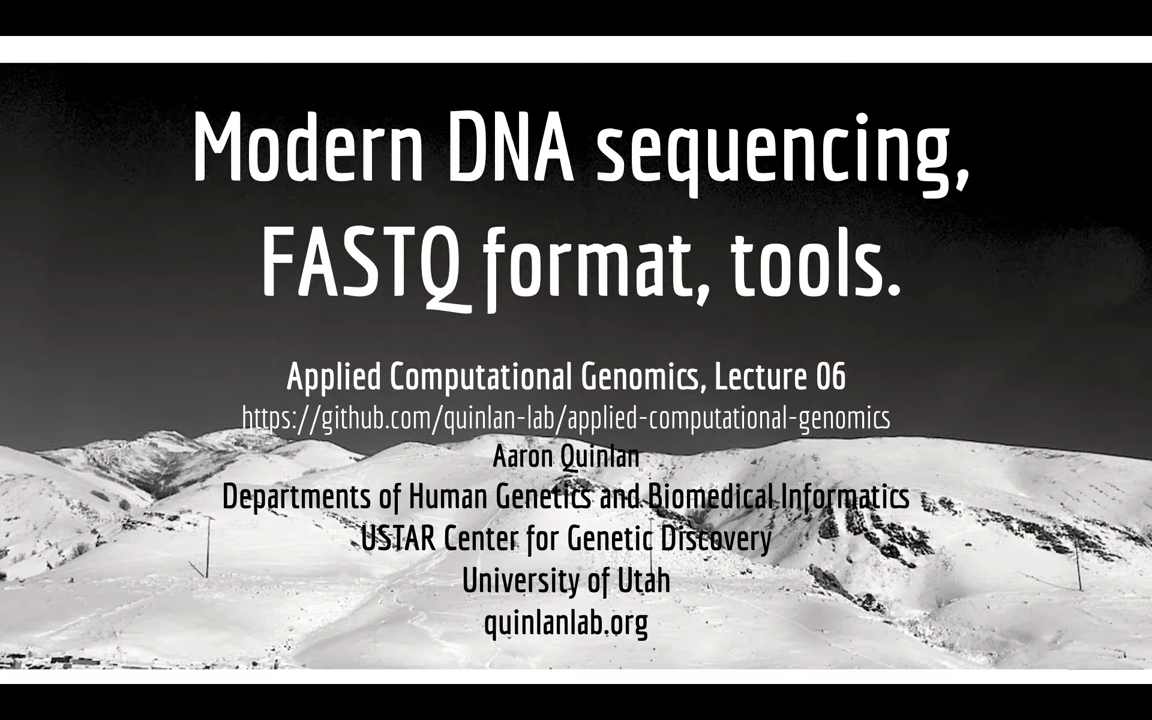 Modern DNA sequencing,
FASTQ format, tools.
Applied Computational Genomics, Lecture 06
https://github.com/quinlan-lab/applied-computational-genomics
Aaron Quinlan
Departments of Human Genetics and Biomedical Informatics
USTAR Center for Genetic Discovery
University of Utah
quinlanlab.org